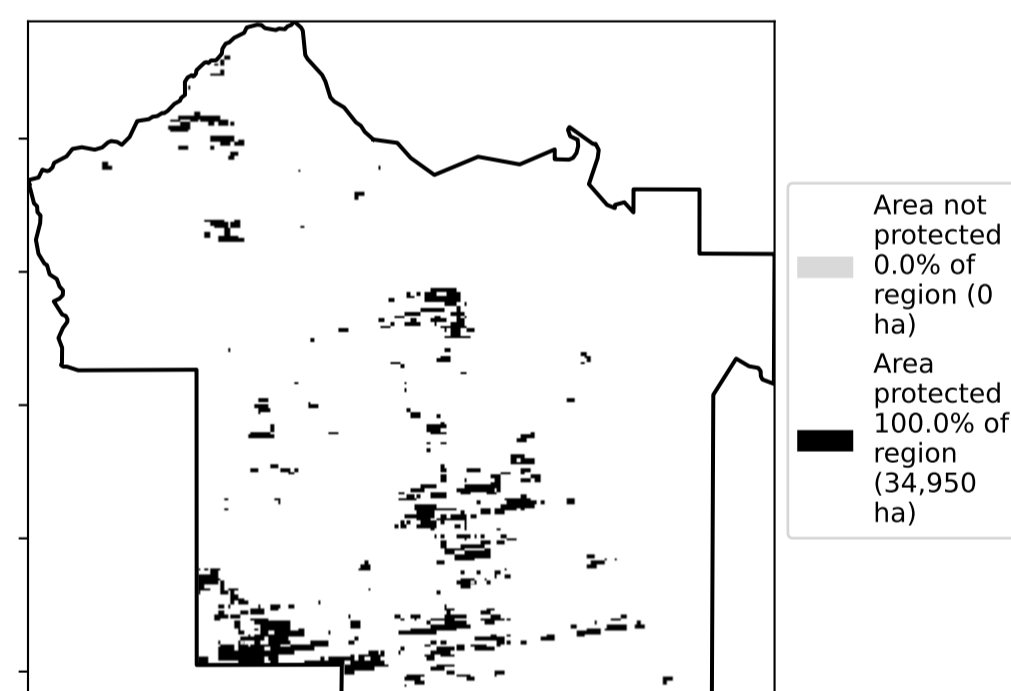 Area not
protected
0.0% of
region (0
ha)
Area
protected
100.0% of
region
(34,950
ha)